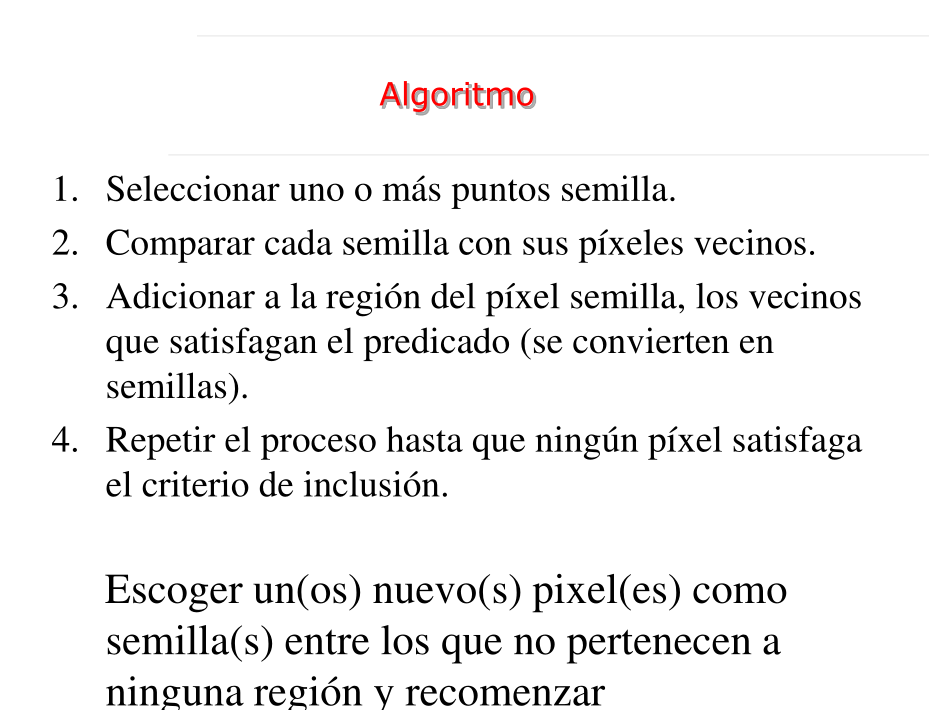 Algoritmo
1. Seleccionar uno o más puntos semilla.
2. Comparar cada semilla con sus píxeles vecinos.
3. Adicionar a la región del píxel semilla, los vecinos
que satisfagan el predicado (se convierten en
semillas).
4. Repetir el proceso hasta que ningún píxel satisfaga
el criterio de inclusión.
Escoger un(os) nuevo(s) pixel(es) como
semilla(s) entre los que no pertenecen a
ninguna región y recomenzar